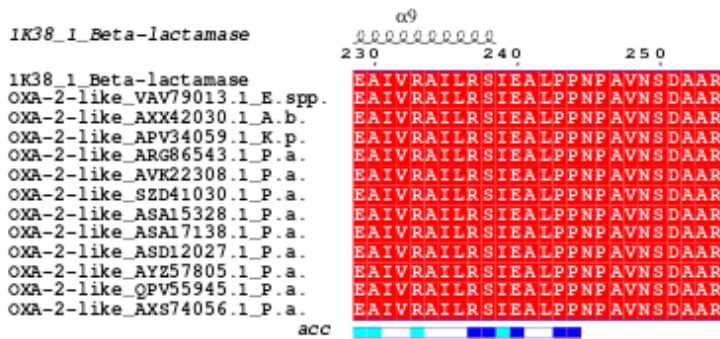 α9
1K38_1_Beta-lactamase
230 240 250
1K38_1_Beta-lactamase EAIVRAILRSIEALPPNPAVNSDAAR
OXA-2-like_VAV79013.1_E.spp. EAIVRAILRSIEALPPNPAVNSDAAR
OXA-2-like_AXX42030.1_A.b. EAIVRAILRSIEALPPNPAVNSDAAR
OXA-2-like_APV34059.1_K.p. EAIVRAILRSIEALPPNPAVNSDAAR
OXA-2-like_ARG86543.1_P.a. EAIVRAILRSIEALPPNPAVNSDAAR
OXA-2-like_AVK22308.1_P.a. EAIVRAILRSIEALPPNPAVNSDAAR
OXA-2-like_SZD41030.1_P.a. EAIVRAILRSIEALPPNPAVNSDAAR
OXA-2-like_ASA15328.1_P.a. EAIVRAILRSIEALPPNPAVNSDAAR
OXA-2-like_ASA17138.1_P.a. EAIVRAILRSIEALPPNPAVNSDAAR
OXA-2-like_ASD12027.1_P.a. EAIVRAILRSIEALPPNPAVNSDAAR
OXA-2-like_AYZ57805.1_P.a. EAIVRAILRSIEALPPNPAVNSDAAR
OXA-2-like_QPV55945.1_P.a. EAIVRAILRSIEALPPNPAVNSDAAR
OXA-2-like_AXS74056.1_P.a. EAIVRAILRSIEALPPNPAVNSDAAR
acc